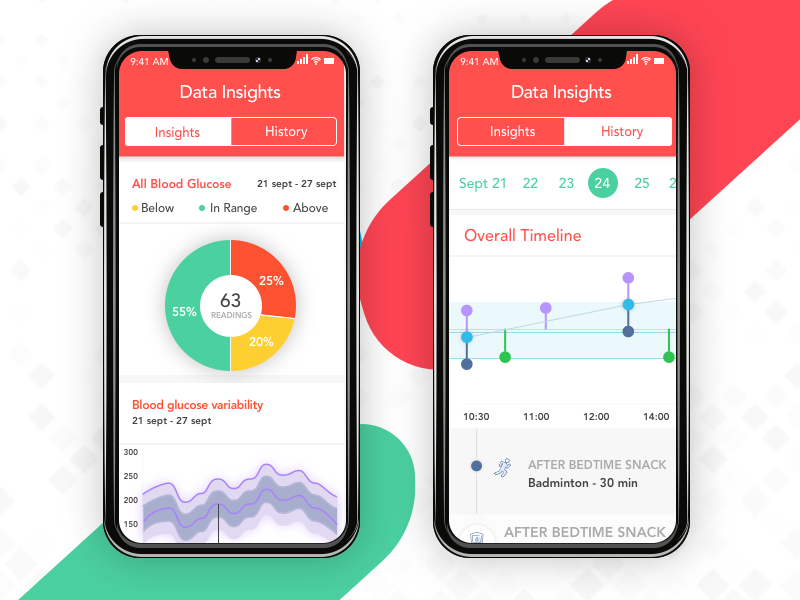 9:41 AM
Data Insights
Insights
History
All Blood Glucose
21 sept - 27 sept
Below
In Range
Above
25%
55%
63
READINGS
20%
Blood glucose variability
21 sept - 27 sept
300
250
200
150
9:41 AM
Data Insights
Insights
History
Sept 21 22 23 24 25 2
Overall Timeline
10:30 11:00 12:00 14:00
AFTER BEDTIME SNACK
Badminton - 30 min
AFTER BEDTIME SNACK